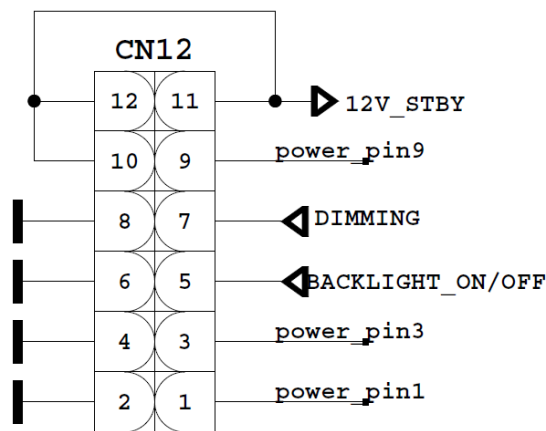 CN12
12 11 12V_STBY
10 9 power_pin9
8 7 DIMMING
6 5 BACKLIGHT_ON/OFF
4 3 power_pin3
2 1 power_pin1